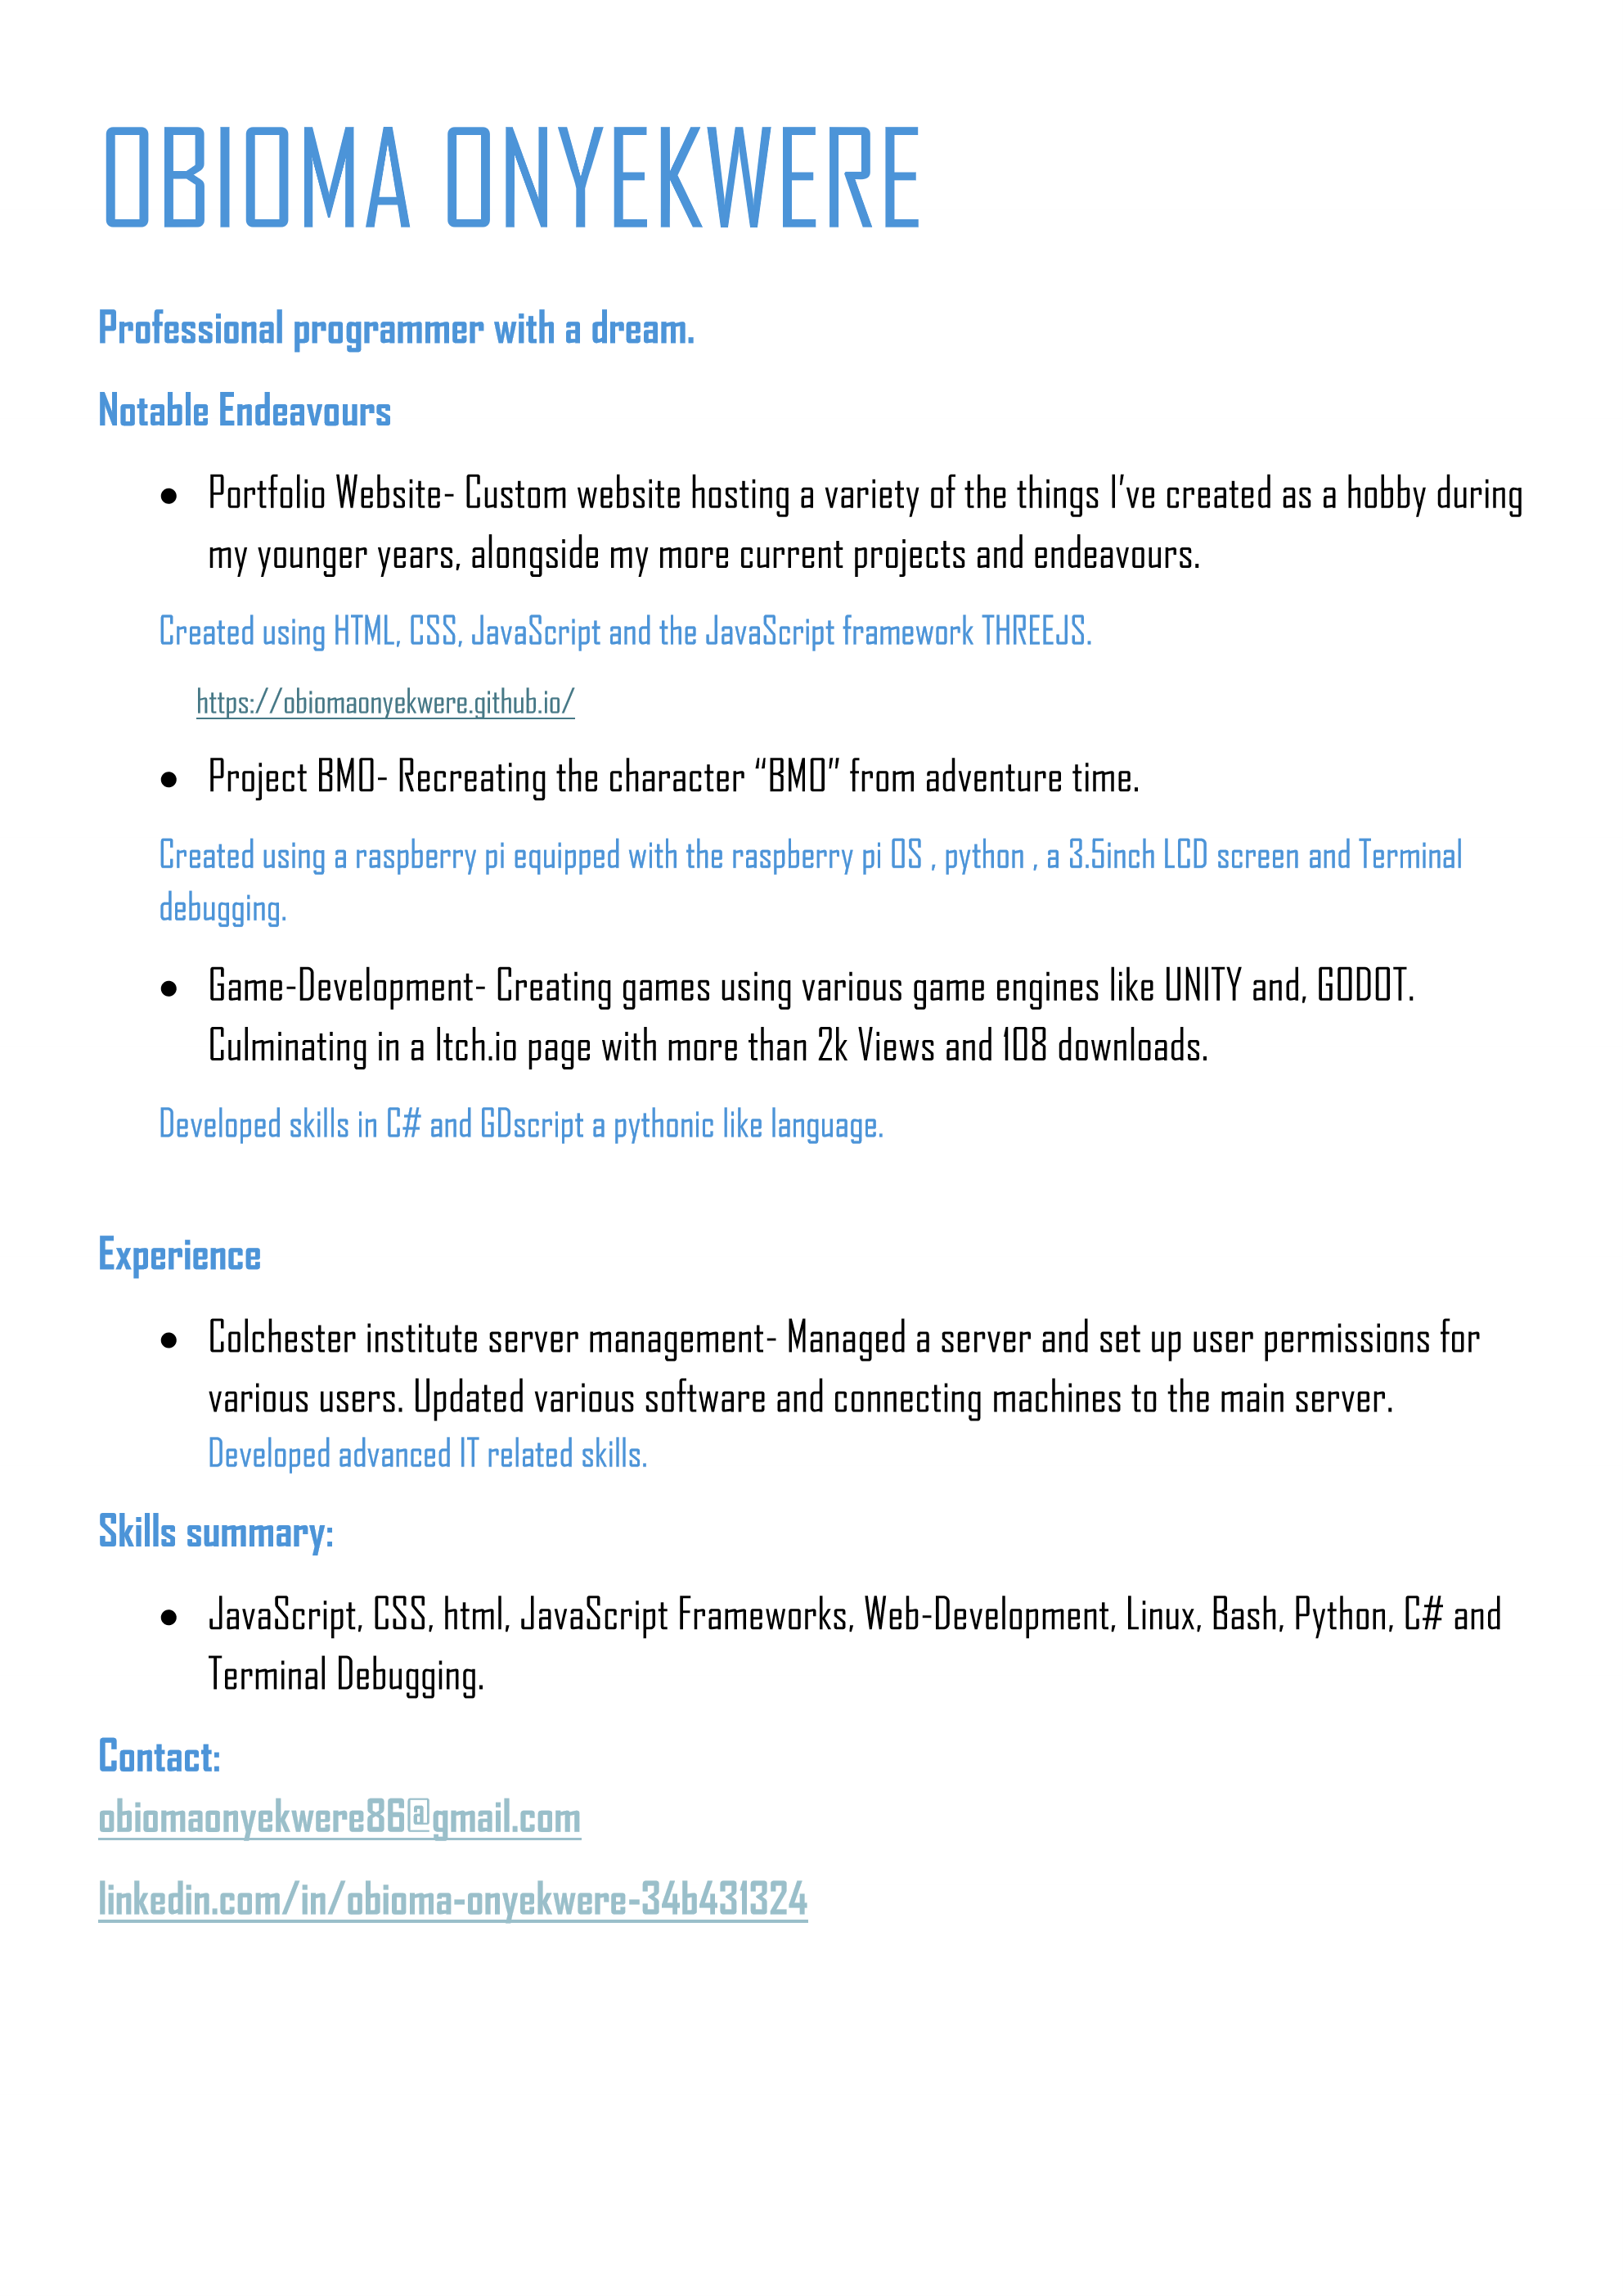 OBIOMA ONYEKWERE
Professional programmer with a dream.
Notable Endeavours
• Portfolio Website- Custom website hosting a variety of the things I’ve created as a hobby during
my younger years, alongside my more current projects and endeavours.
Created using HTML, CSS, JavaScript and the JavaScript framework THREEJS.
https://obiomaonyekwere.github.io/
• Project BMO- Recreating the character “BMO” from adventure time.
Created using a raspberry pi equipped with the raspberry pi OS , python , a 3.5inch LCD screen and Terminal
debugging.
• Game-Development- Creating games using various game engines like UNITY and, GODOT.
Culminating in a Itch.io page with more than 2k Views and 108 downloads.
Developed skills in C# and GDscript a pythonic like language.
Experience
• Colchester institute server management- Managed a server and set up user permissions for
various users. Updated various software and connecting machines to the main server.
Developed advanced IT related skills.
Skills summary:
• JavaScript, CSS, html, JavaScript Frameworks, Web-Development, Linux, Bash, Python, C# and
Terminal Debugging.
Contact:
obiomaonyekwere86@gmail.com
linkedin.com/in/obioma-onyekwere-34b431324